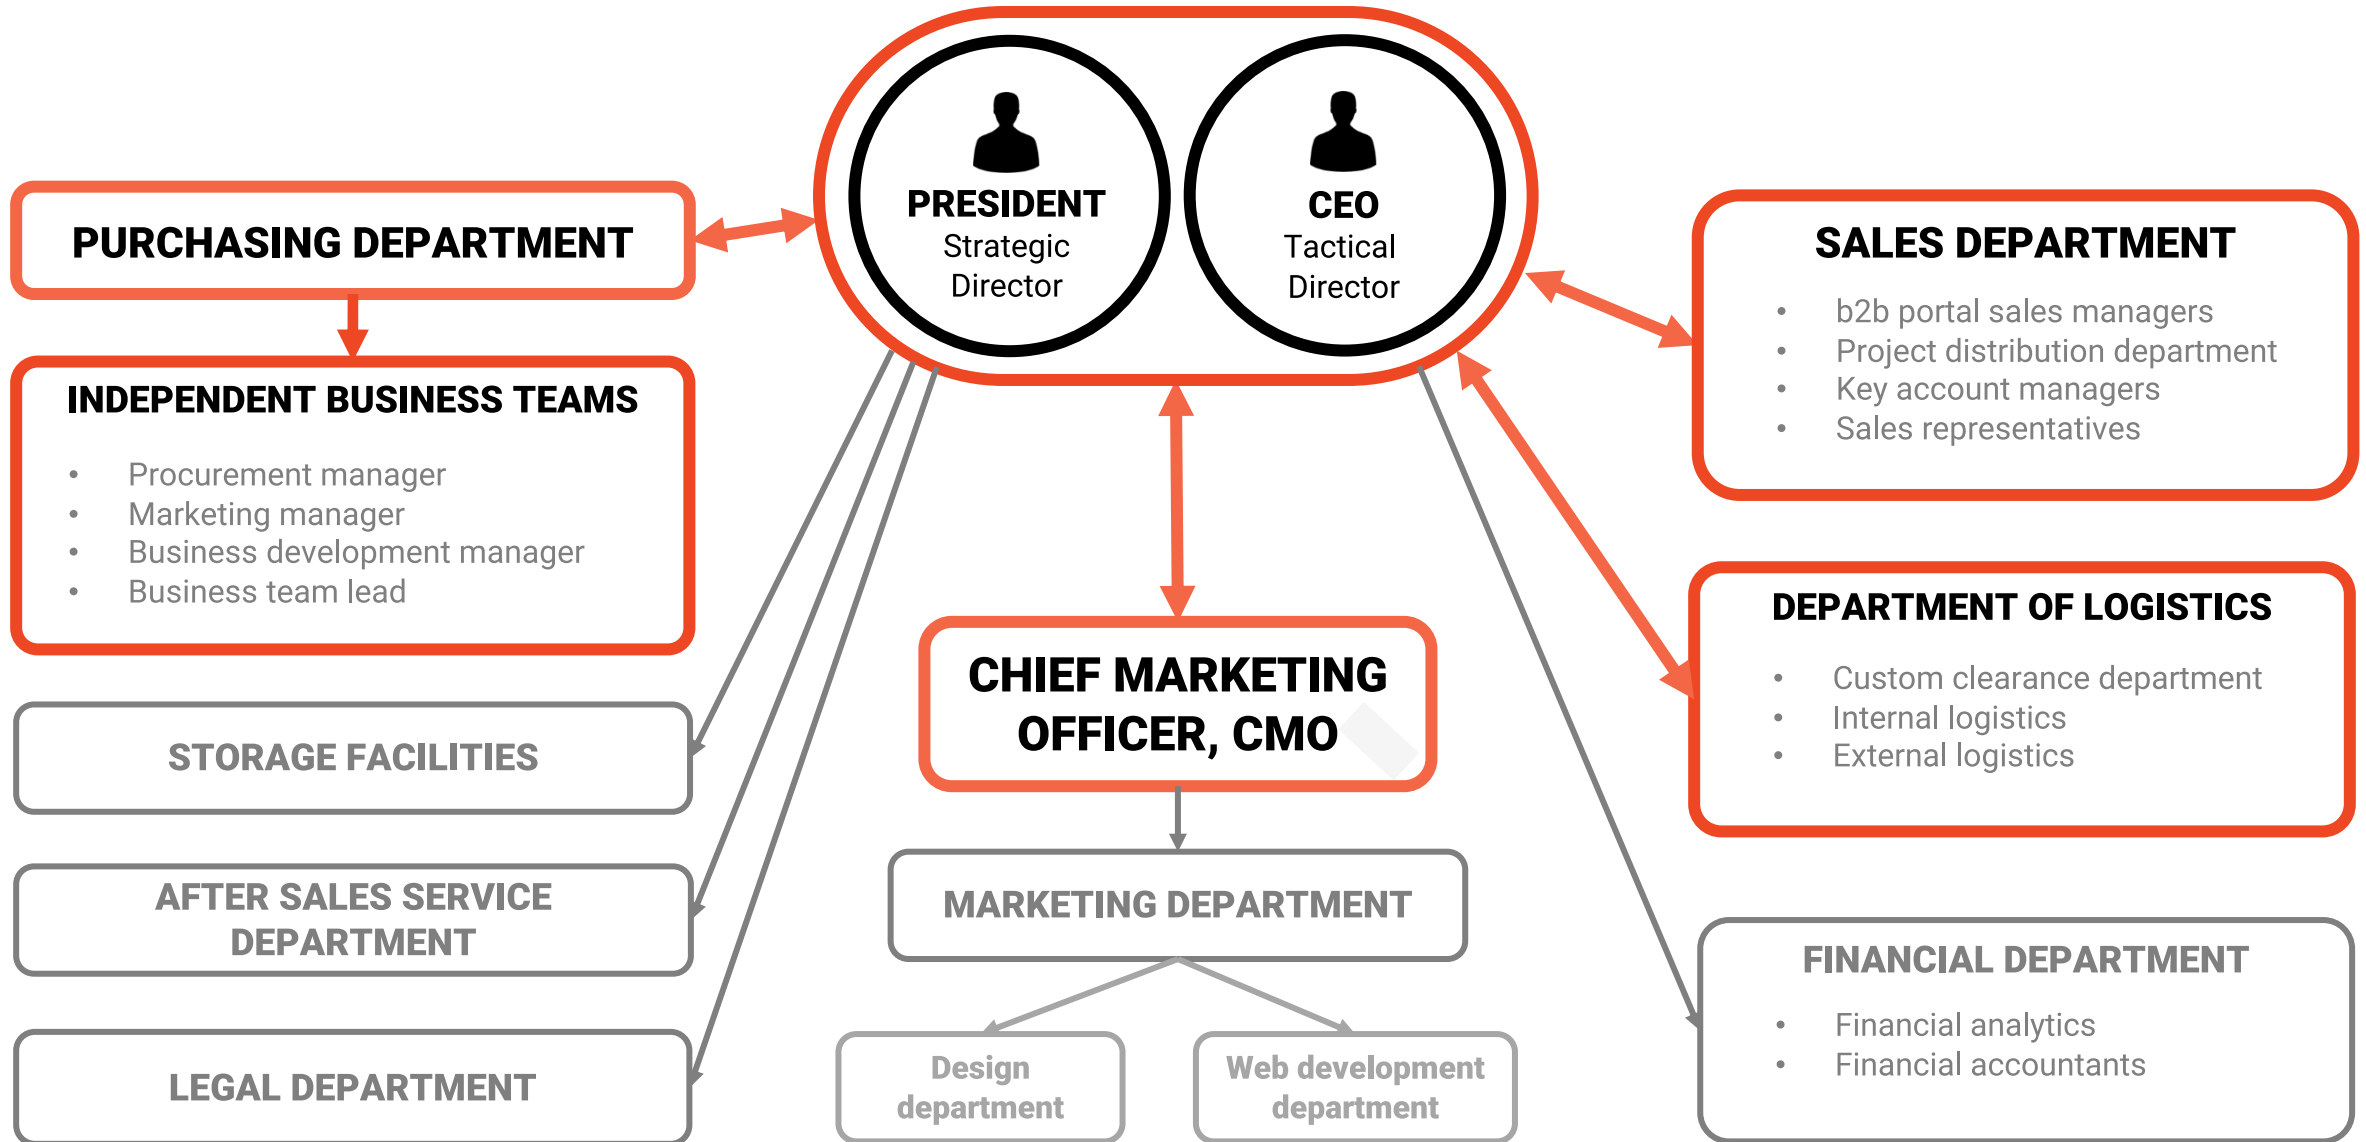 PRESIDENT
Strategic
Director
CEO
Tactical
Director
PURCHASING DEPARTMENT
INDEPENDENT BUSINESS TEAMS
• Procurement manager
• Marketing manager
• Business development manager
• Business team lead
STORAGE FACILITIES
AFTER SALES SERVICE
DEPARTMENT
LEGAL DEPARTMENT
CHIEF MARKETING
OFFICER, CMO
MARKETING DEPARTMENT
Design
department
Web development
department
SALES DEPARTMENT
• b2b portal sales managers
• Project distribution department
• Key account managers
• Sales representatives
DEPARTMENT OF LOGISTICS
• Custom clearance department
• Internal logistics
• External logistics
FINANCIAL DEPARTMENT
• Financial analytics
• Financial accountants